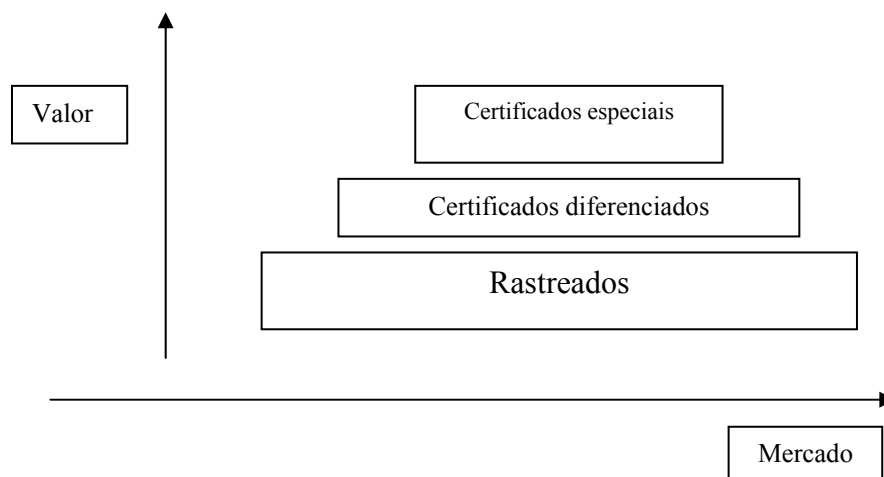 Valor
Certificados especiais
Certificados diferenciados
Rastreados
Mercado